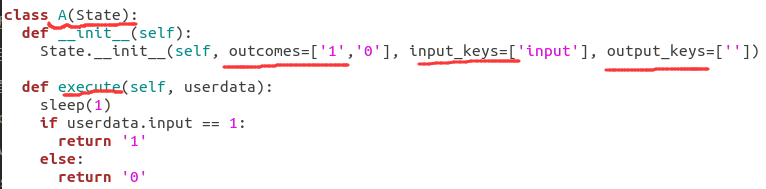 class A(State):
def __init__(self):
State.__init__(self, outcomes=['1','0'], input_keys=['input'], output_keys=[''])
def execute(self, userdata):
sleep(1)
if userdata.input == 1:
return '1'
else:
return '0'